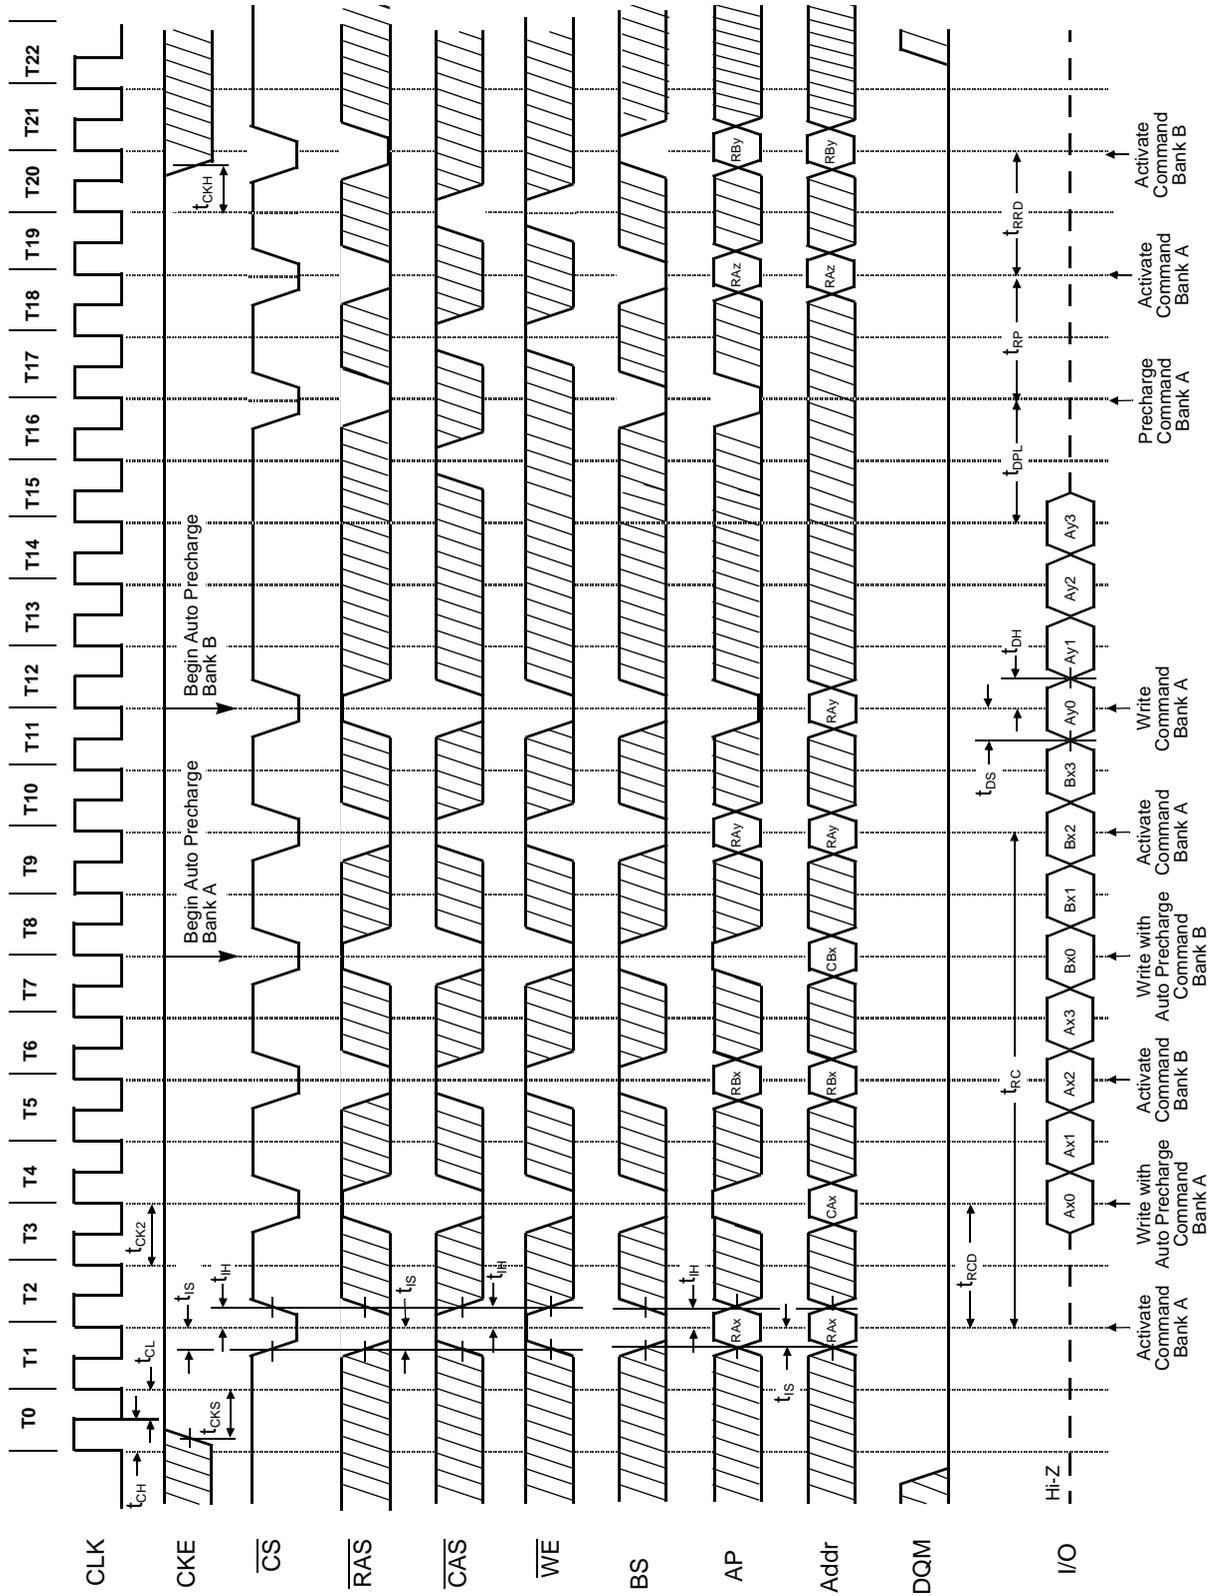 T0 T1 T2 T3 T4 T5 T6 T7 T8 T9 T10 T11 T12 T13 T14 T15 T16 T17 T18 T19 T20 T21 T22
CLK
tCH
tCL
tCK2
CKE
tCKS
tIS
tIH
Begin Auto Precharge
Bank A
Begin Auto Precharge
Bank B
tCKH
CS
RAS
tIS
CAS
tIH
WE
BS
tIH
AP
RAx
RBx
RAy
RAz
RBy
tIS
Addr
RAx
CAx
RBx
CBx
RAy
RAy
RAz
RBy
DQM
tRCD
tDS
tRC
tDH
tDPL
tRP
tRRD
I/O
Hi-Z
Ax0
Ax1
Ax2
Ax3
Bx0
Bx1
Bx2
Bx3
Ay0
Ay1
Ay2
Ay3
Activate
Command
Bank A
Write with
Auto Precharge
Command
Bank A
Activate
Command
Bank B
Write with
Auto Precharge
Command
Bank B
Activate
Command
Bank A
Write
Command
Bank A
Precharge
Command
Bank A
Activate
Command
Bank A
Activate
Command
Bank B